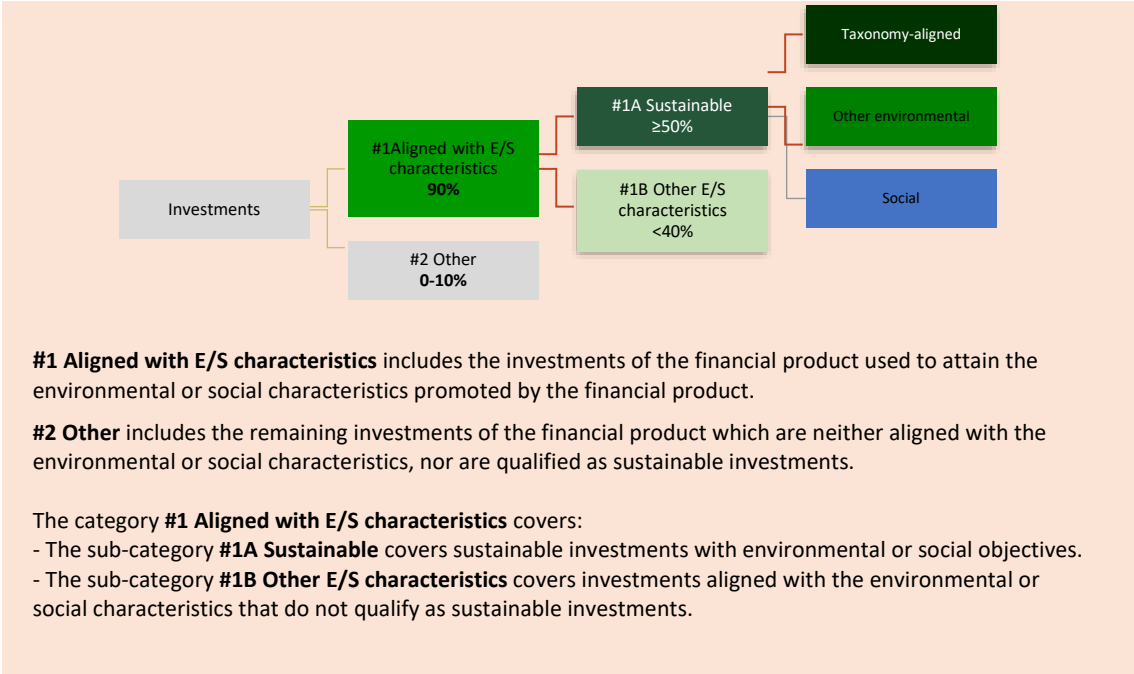 Taxonomy-aligned
#1A Sustainable
≥50%
Other environmental
#1Aligned with E/S
characteristics
90%
#1B Other E/S
characteristics
<40%
Social
Investments
#2 Other
0-10%
#1 Aligned with E/S characteristics includes the investments of the financial product used to attain the
environmental or social characteristics promoted by the financial product.
#2 Other includes the remaining investments of the financial product which are neither aligned with the
environmental or social characteristics, nor are qualified as sustainable investments.
The category #1 Aligned with E/S characteristics covers:
- The sub-category #1A Sustainable covers sustainable investments with environmental or social objectives.
- The sub-category #1B Other E/S characteristics covers investments aligned with the environmental or
social characteristics that do not qualify as sustainable investments.